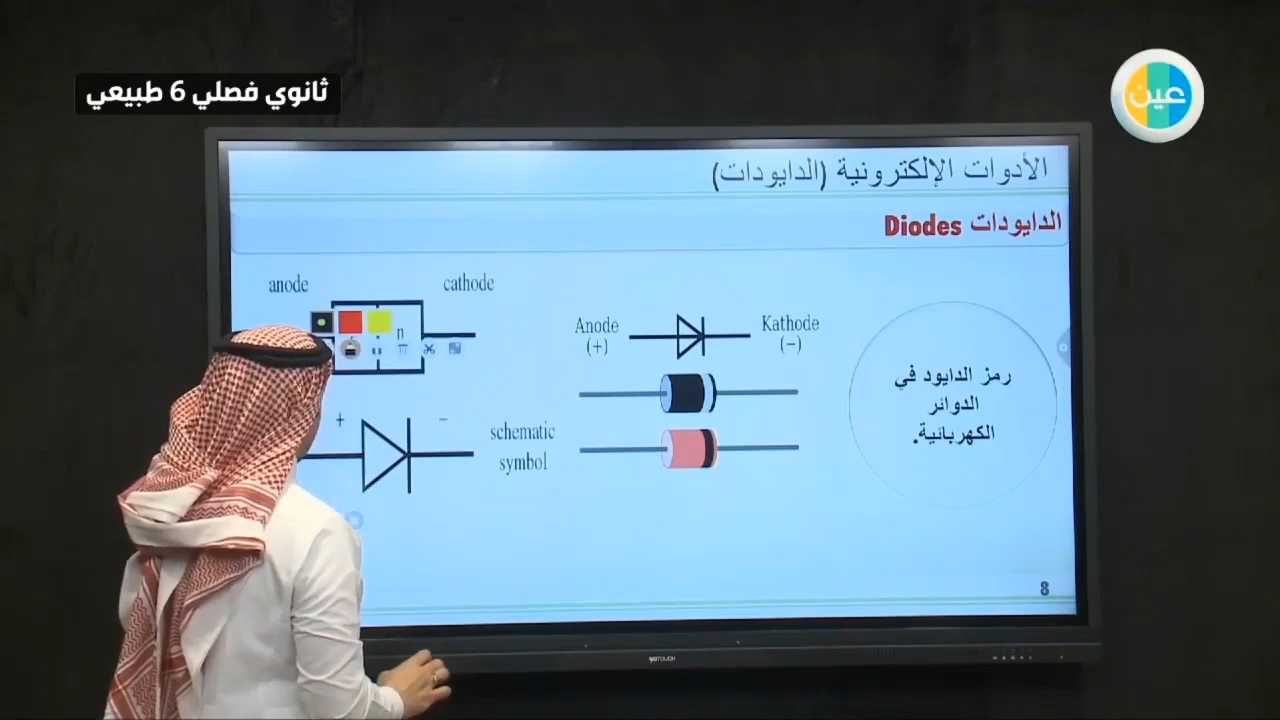 ثانوي فصلي 6 طبيعي
عين
الأدوات الإلكترونية (الدايودات)
الدايودات Diodes
anode
cathode
n
+
−
schematic
symbol
Anode
(+)
Kathode
(−)
رمز الدايود في
الدوائر
الكهربائية.
8